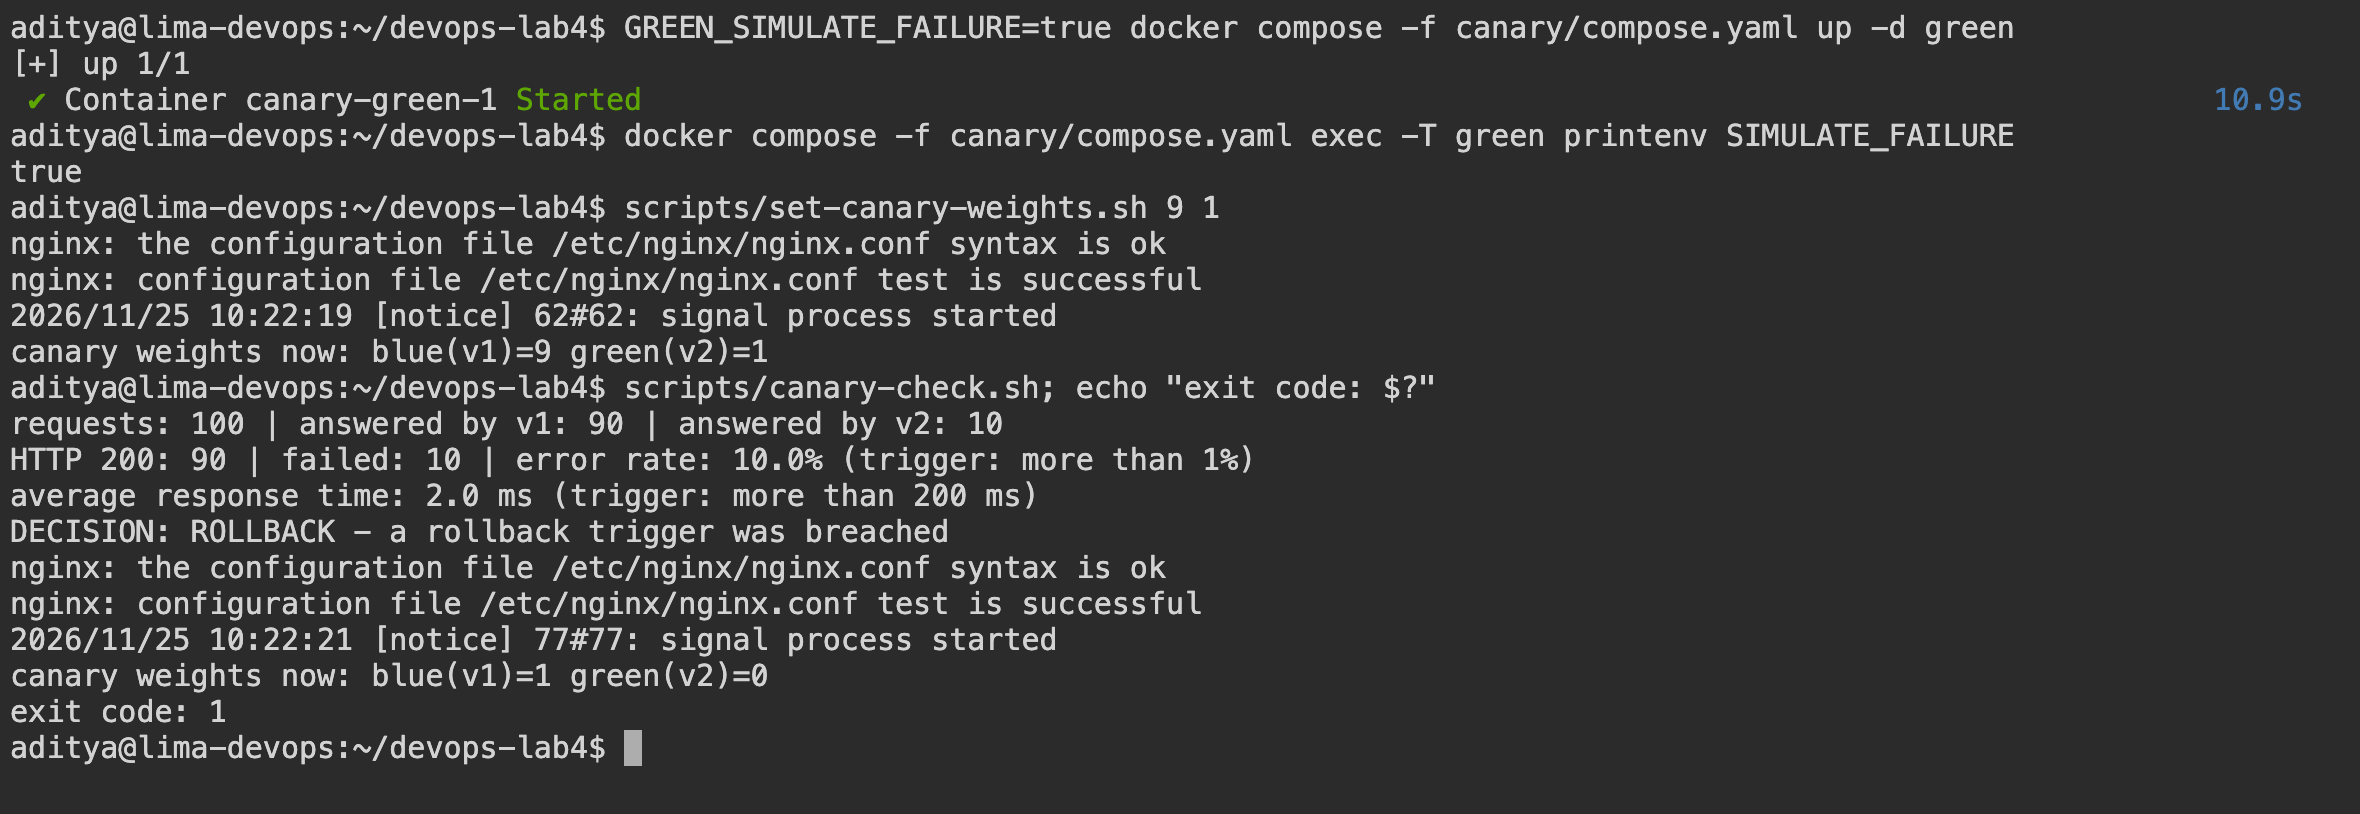 aditya@lima-devops:~/devops-lab4$ GREEN_SIMULATE_FAILURE=true docker compose -f canary/compose.yaml up -d green
[+] up 1/1
✔ Container canary-green-1 Started 10.9s
aditya@lima-devops:~/devops-lab4$ docker compose -f canary/compose.yaml exec -T green printenv SIMULATE_FAILURE
true
aditya@lima-devops:~/devops-lab4$ scripts/set-canary-weights.sh 9 1
nginx: the configuration file /etc/nginx/nginx.conf syntax is ok
nginx: configuration file /etc/nginx/nginx.conf test is successful
2026/11/25 10:22:19 [notice] 62#62: signal process started
canary weights now: blue(v1)=9 green(v2)=1
aditya@lima-devops:~/devops-lab4$ scripts/canary-check.sh; echo "exit code: $?"
requests: 100 | answered by v1: 90 | answered by v2: 10
HTTP 200: 90 | failed: 10 | error rate: 10.0% (trigger: more than 1%)
average response time: 2.0 ms (trigger: more than 200 ms)
DECISION: ROLLBACK – a rollback trigger was breached
nginx: the configuration file /etc/nginx/nginx.conf syntax is ok
nginx: configuration file /etc/nginx/nginx.conf test is successful
2026/11/25 10:22:21 [notice] 77#77: signal process started
canary weights now: blue(v1)=1 green(v2)=0
exit code: 1
aditya@lima-devops:~/devops-lab4$